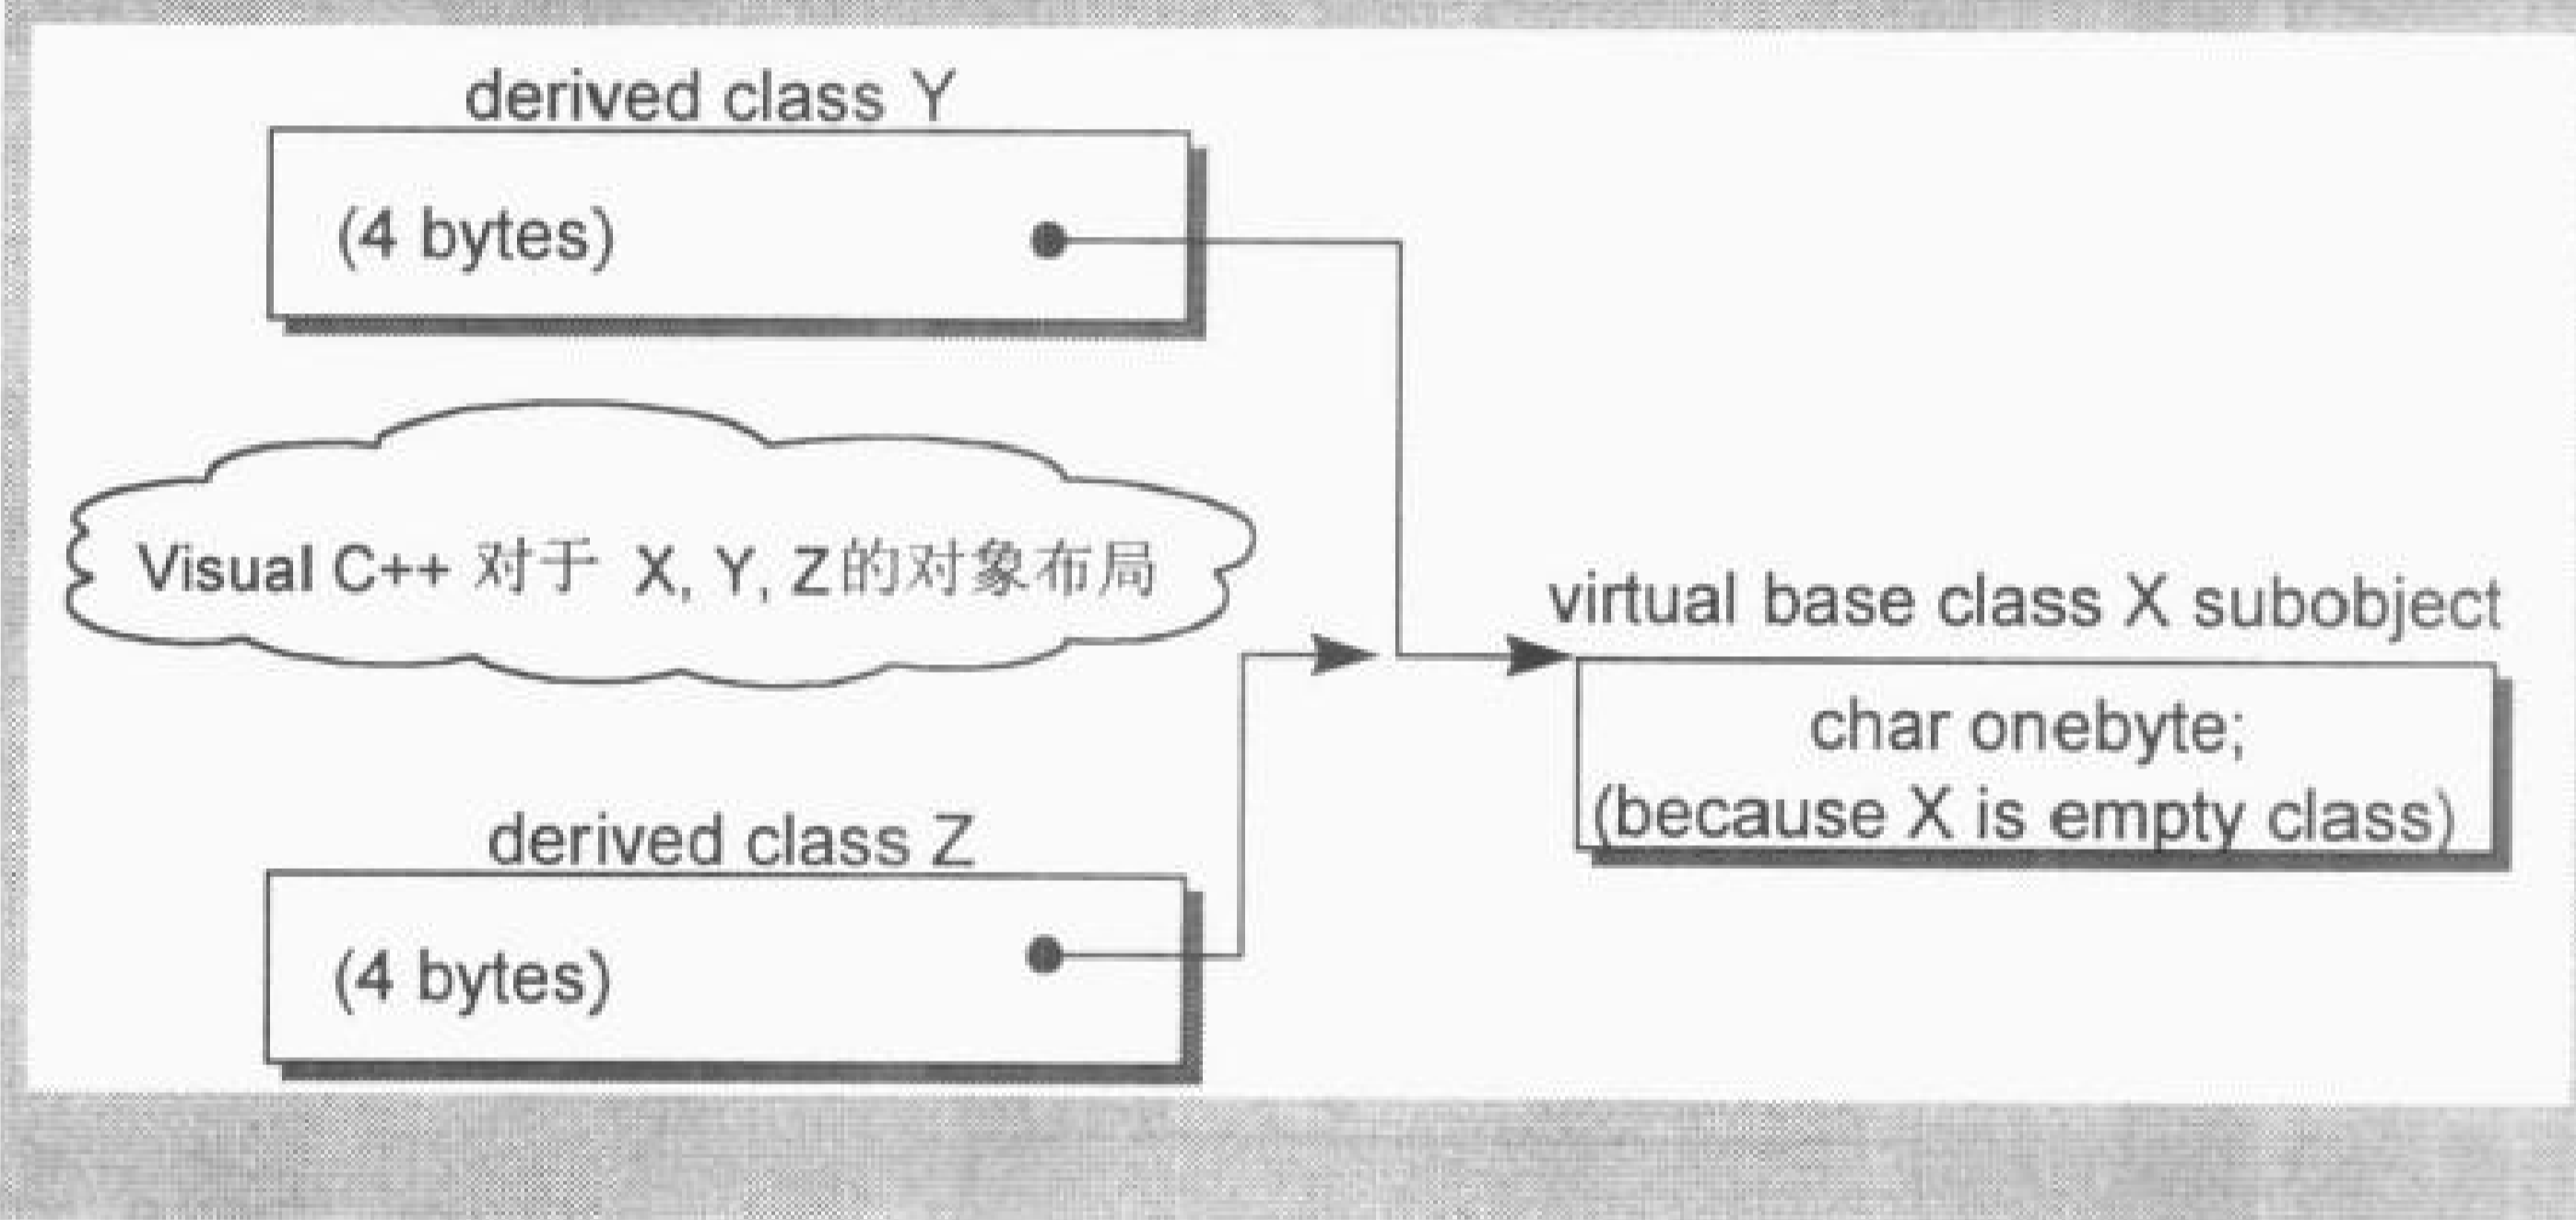 derived class Y
(4 bytes)
Visual C++ 对于 X, Y, Z的对象布局
virtual base class X subobject
char onebyte;
(because X is empty class)
derived class Z
(4 bytes)